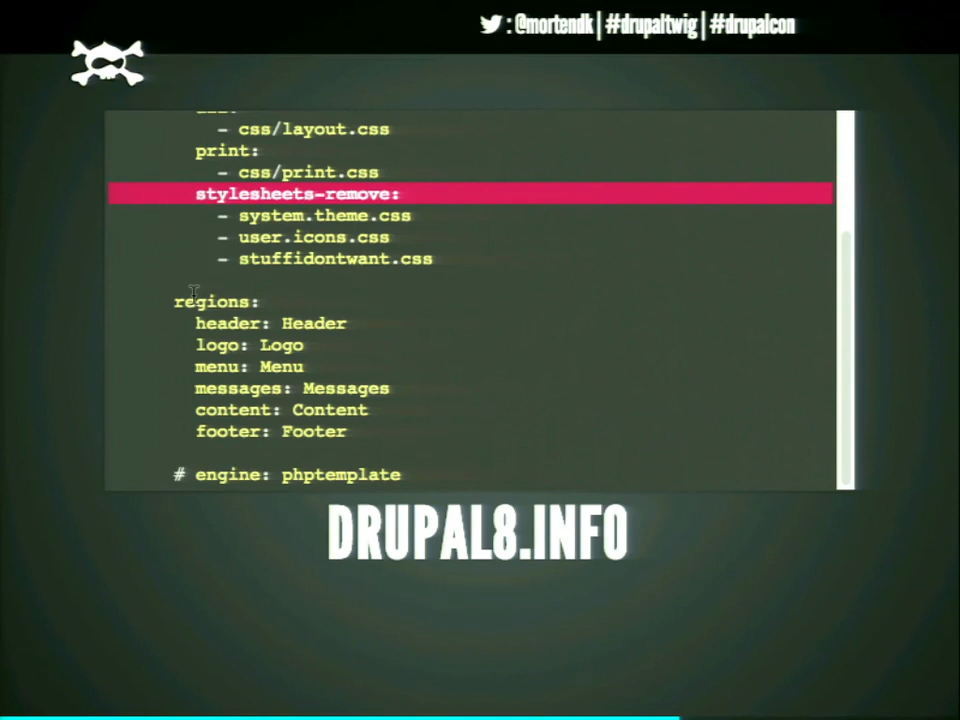 : @mortendk | #drupaltwig | #drupalcon
- css/layout.css
print:
- css/print.css
stylesheets-remove:
- system.theme.css
- user.icons.css
- stuffidontwant.css
regions:
header: Header
logo: Logo
menu: Menu
messages: Messages
content: Content
footer: Footer
# engine: phptemplate
DRUPAL8.INFO